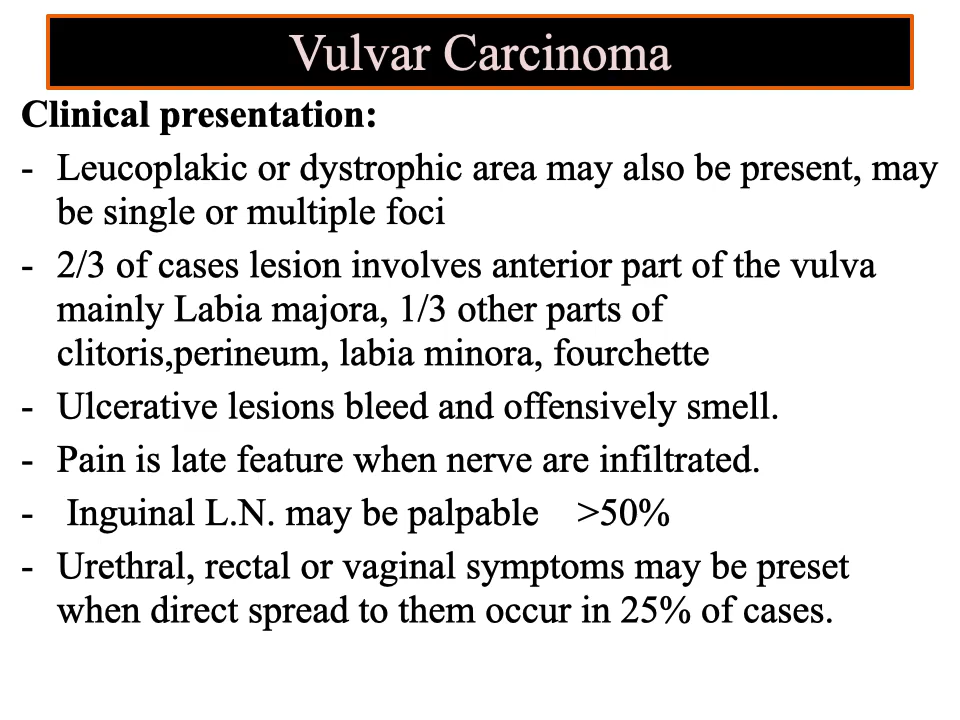 Vulvar Carcinoma
Clinical presentation:
- Leucoplakic or dystrophic area may also be present, may
be single or multiple foci
- 2/3 of cases lesion involves anterior part of the vulva
mainly Labia majora, 1/3 other parts of
clitoris,perineum, labia minora, fourchette
- Ulcerative lesions bleed and offensively smell.
- Pain is late feature when nerve are infiltrated.
- Inguinal L.N. may be palpable >50%
- Urethral, rectal or vaginal symptoms may be preset
when direct spread to them occur in 25% of cases.